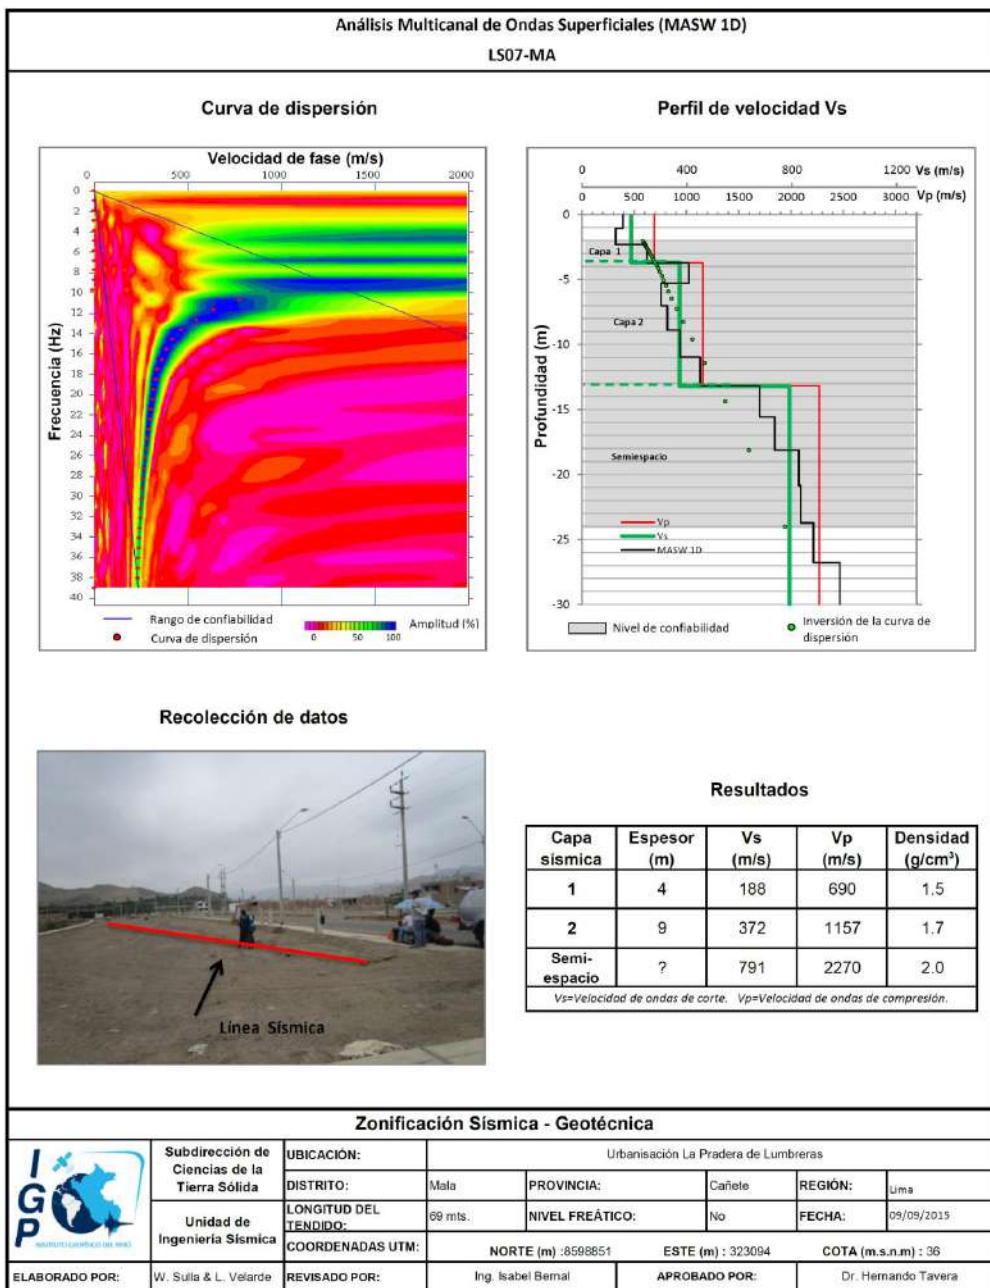 Análisis Multicanal de Ondas Superficiales (MASW 1D)
LS07-MA
Curva de dispersión
Perfil de velocidad Vs
Velocidad de fase (m/s)
0 500 1000 1500 2000
0
2
4
6
8
10
12
14
16
18
20
22
24
26
28
30
32
34
36
38
40
Frecuencia (Hz)
Rango de confiabilidad
Curva de dispersión
Amplitud (%)
0 50 100
0 400 800 1200 Vs (m/s)
0 500 1000 1500 2000 2500 3000 Vp (m/s)
0
-5
-10
-15
-20
-25
-30
Profundidad (m)
Capa 1
Capa 2
Semiespacio
Vp
Vs
MASW 1D
Nivel de confiabilidad
Inversión de la curva de
dispersión
Recolección de datos
Línea Sísmica
Resultados
Capa sísmica Espesor (m) Vs (m/s) Vp (m/s) Densidad (g/cm³)
1 4 188 690 1.5
2 9 372 1157 1.7
Semi-espacio ? 791 2270 2.0
Vs=Velocidad de ondas de corte. Vp=Velocidad de ondas de compresión.
Zonificación Sísmica - Geotécnica
IGP
INSTITUTO GEOFÍSICO DEL PERÚ
Subdirección de
Ciencias de la
Tierra Sólida
Unidad de
Ingeniería Sísmica
UBICACIÓN: Urbanisación La Pradera de Lumbreras
DISTRITO: Mala PROVINCIA: Cañete REGIÓN: Lima
LONGITUD DEL TENDIDO: 69 mts. NIVEL FREÁTICO: No FECHA: 09/09/2015
COORDENADAS UTM: NORTE (m) :8598851 ESTE (m) : 323094 COTA (m.s.n.m) : 36
ELABORADO POR: W. Sulla & L. Velarde REVISADO POR: Ing. Isabel Bernal APROBADO POR: Dr. Hernando Tavera